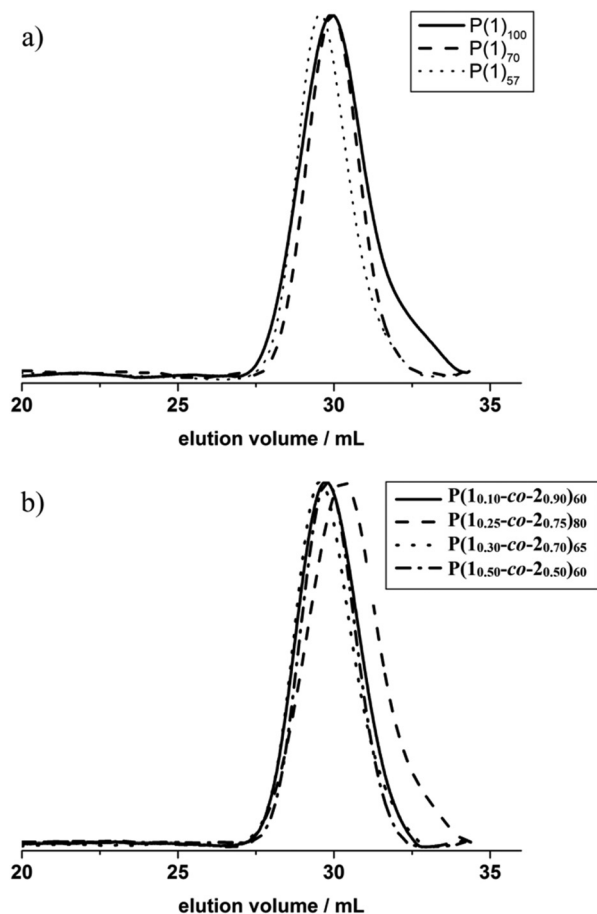 a)
P(1)₁₀₀
P(1)₇₀
P(1)₅₇
20 25 30 35
elution volume / mL
b)
P(1₀.₁₀-co-2₀.₉₀)₆₀
P(1₀.₂₅-co-2₀.₇₅)₈₀
P(1₀.₃₀-co-2₀.₇₀)₆₅
P(1₀.₅₀-co-2₀.₅₀)₆₀
20 25 30 35
elution volume / mL